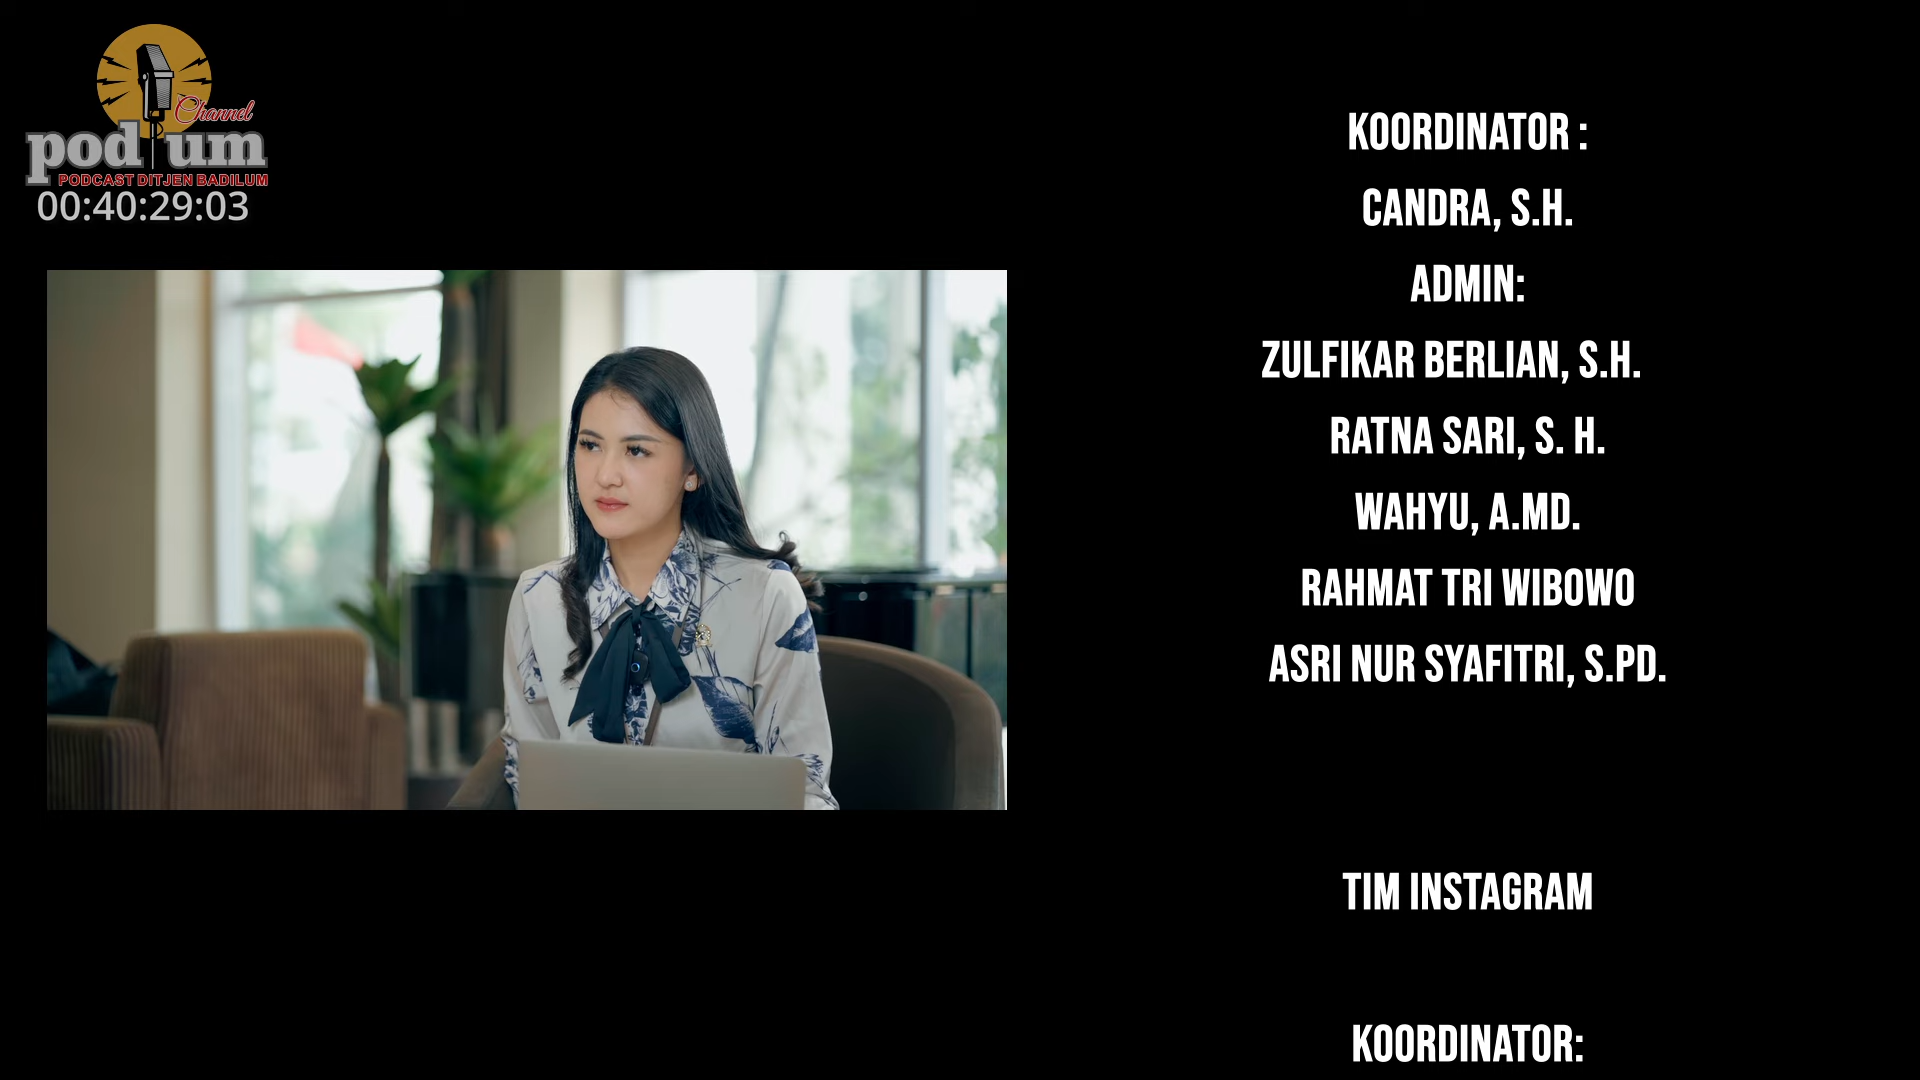 Channel
podium
PODCAST DITJEN BADILUM
00:40:29:03
KOORDINATOR :
CANDRA, S.H.
ADMIN:
ZULFIKAR BERLIAN, S.H.
RATNA SARI, S. H.
WAHYU, A.MD.
RAHMAT TRI WIBOWO
ASRI NUR SYAFITRI, S.PD.
TIM INSTAGRAM
KOORDINATOR: